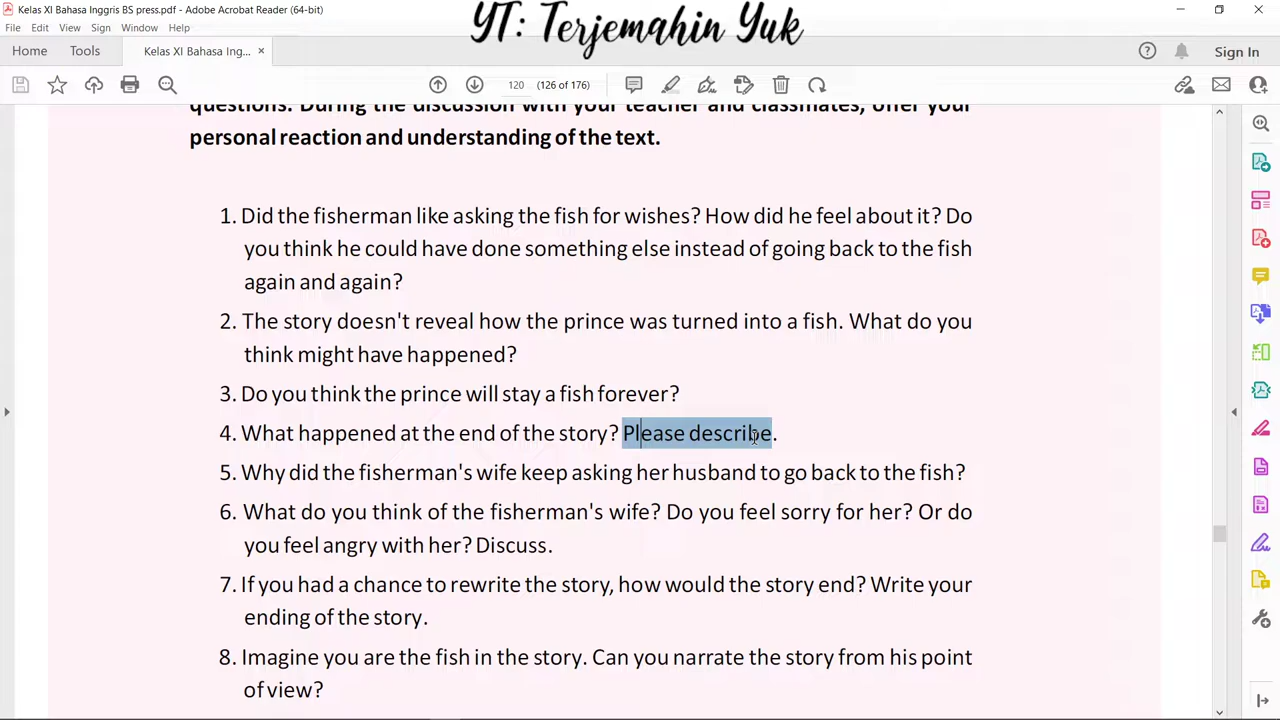 Kelas XI Bahasa Inggris BS press.pdf - Adobe Acrobat Reader (64-bit)
YT: Terjemahin Yuk
File Edit View Sign Window Help
Home Tools Kelas XI Bahasa Ing... × Sign In
120 (126 of 176)
questions. During the discussion with your teacher and classmates, offer your
personal reaction and understanding of the text.
1. Did the fisherman like asking the fish for wishes? How did he feel about it? Do
you think he could have done something else instead of going back to the fish
again and again?
2. The story doesn't reveal how the prince was turned into a fish. What do you
think might have happened?
3. Do you think the prince will stay a fish forever?
4. What happened at the end of the story? Please describe.
5. Why did the fisherman's wife keep asking her husband to go back to the fish?
6. What do you think of the fisherman's wife? Do you feel sorry for her? Or do
you feel angry with her? Discuss.
7. If you had a chance to rewrite the story, how would the story end? Write your
ending of the story.
8. Imagine you are the fish in the story. Can you narrate the story from his point
of view?